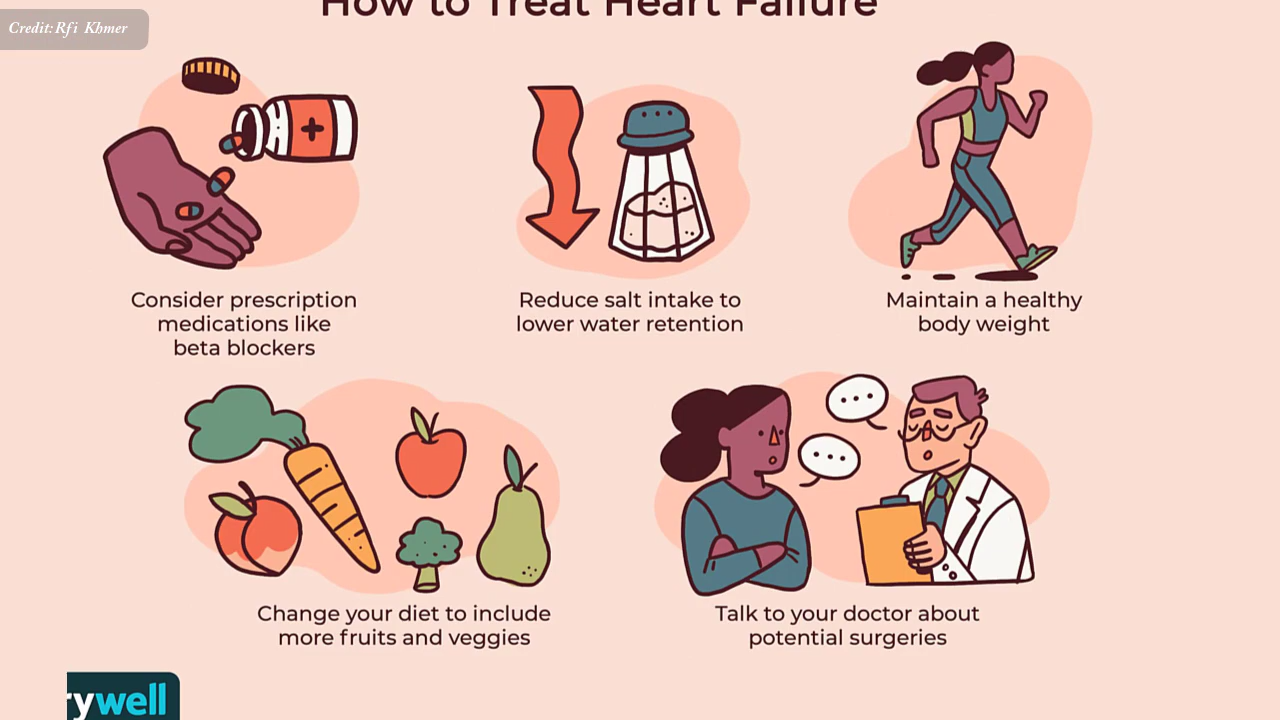 How to Treat Heart Failure
Credit: Rfi Khmer
Consider prescription
medications like
beta blockers
Reduce salt intake to
lower water retention
Maintain a healthy
body weight
Change your diet to include
more fruits and veggies
Talk to your doctor about
potential surgeries
rywell